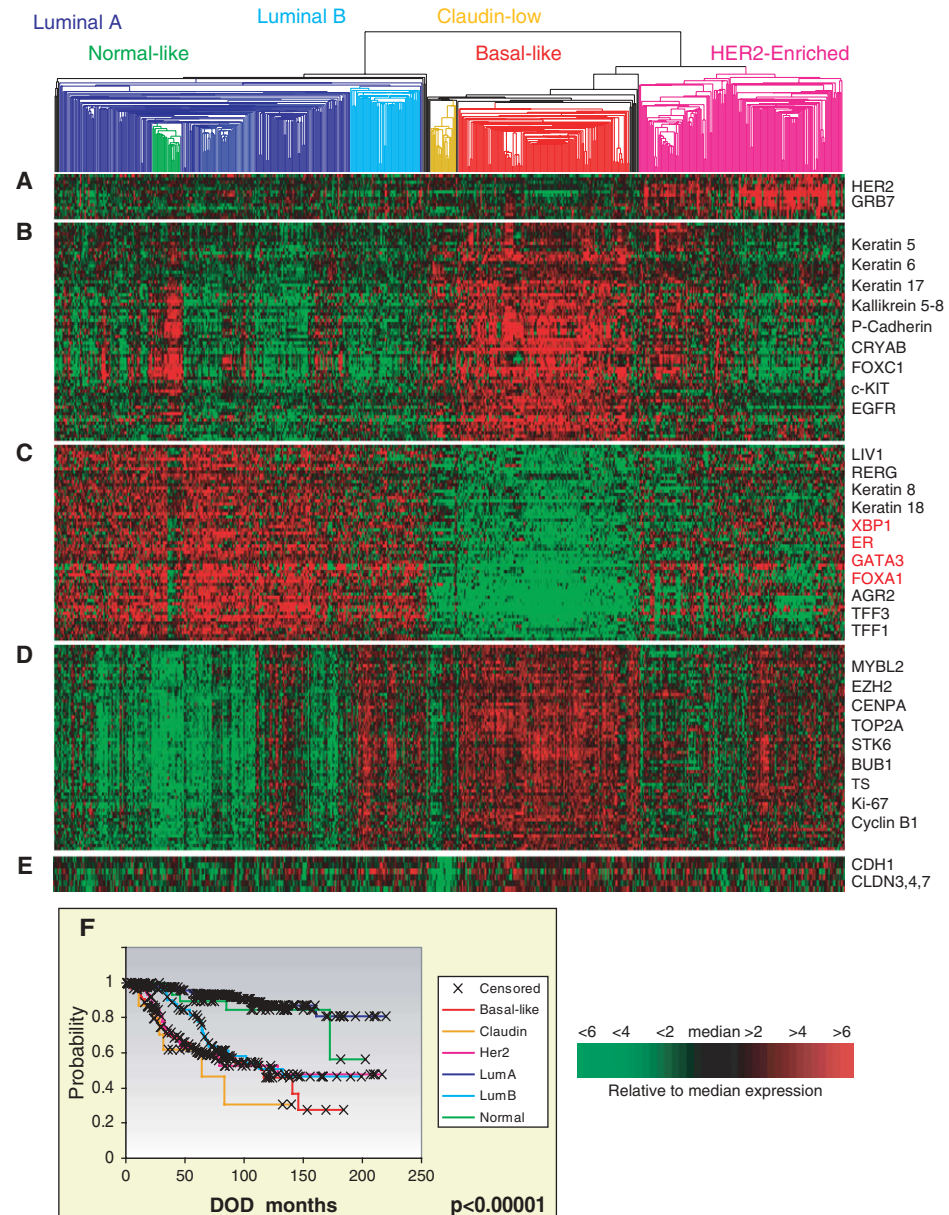 Luminal A
Luminal B
Claudin-low
Normal-like
Basal-like
HER2-Enriched
A
HER2
GRB7
B
Keratin 5
Keratin 6
Keratin 17
Kallikrein 5-8
P-Cadherin
CRYAB
FOXC1
c-KIT
EGFR
C
LIV1
RERG
Keratin 8
Keratin 18
XBP1
ER
GATA3
FOXA1
AGR2
TFF3
TFF1
D
MYBL2
EZH2
CENPA
TOP2A
STK6
BUB1
TS
Ki-67
Cyclin B1
E
CDH1
CLDN3,4,7
F
Probability
1
0.8
0.6
0.4
0.2
0
0 50 100 150 200 250
DOD months
p<0.00001
Censored
Basal-like
Claudin
Her2
LumA
LumB
Normal
<6 <4 <2 median >2 >4 >6
Relative to median expression